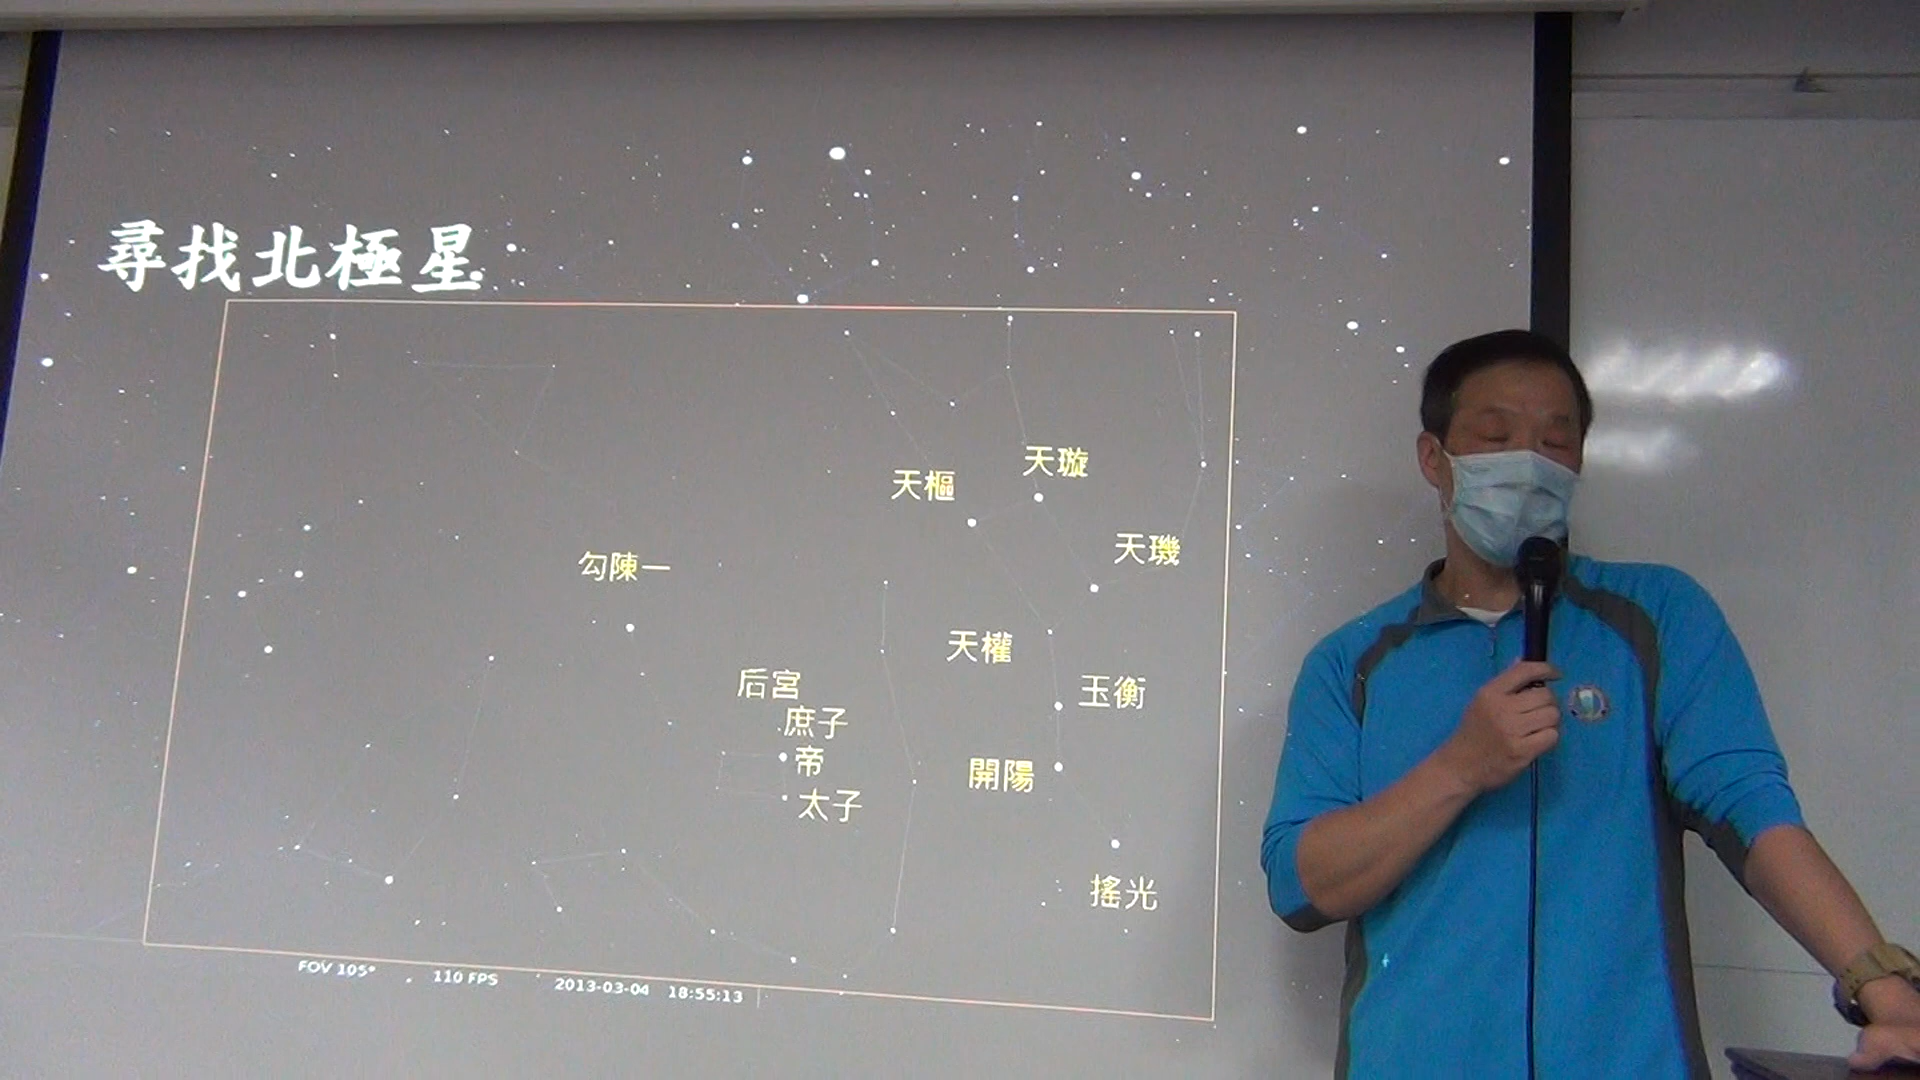 尋找北極星
天璇
天樞
天璣
勾陳一
天權
后宮
玉衡
庶子
帝
開陽
太子
搖光
FOV 105° 110 FPS 2013-03-04 18:55:13